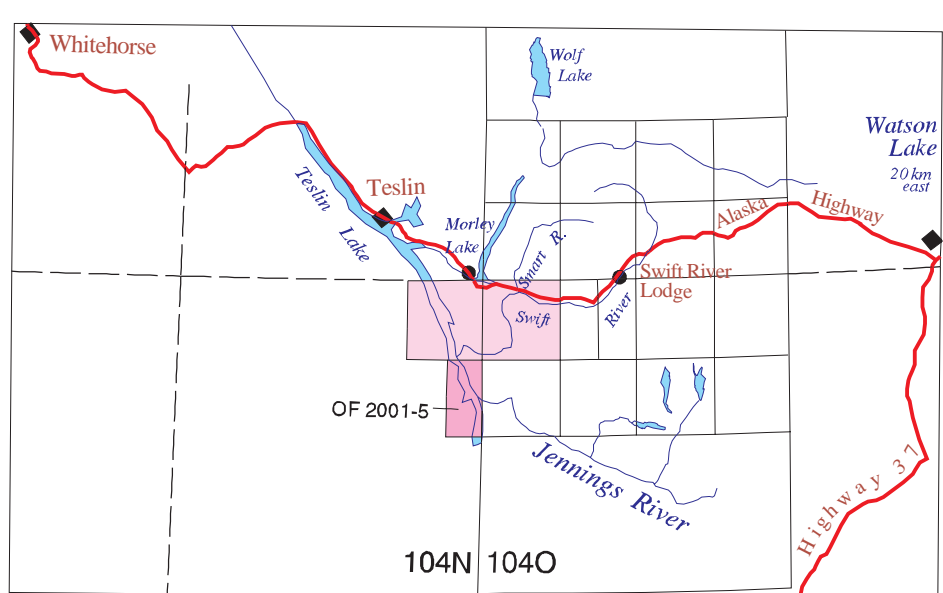 Whitehorse
Wolf
Lake
Watson
Lake
20 km
east
Teslin
Lake
Teslin
Morley
Lake
Smart R.
Alaska Highway
Swift River
Lodge
Swift River
OF 2001-5
Jennings River
Highway 37
104N 104O